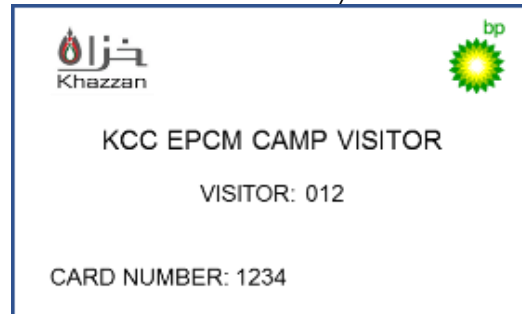 خزان
Khazzan
bp
KCC EPCM CAMP VISITOR
VISITOR: 012
CARD NUMBER: 1234